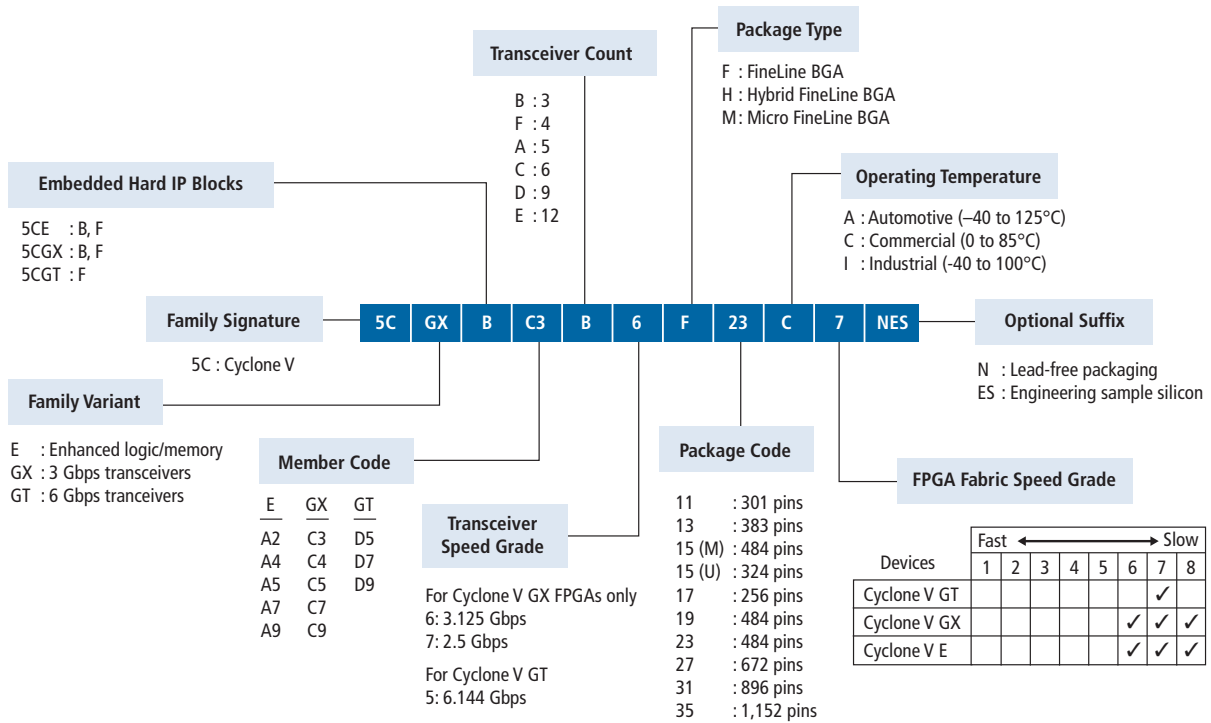 Package Type
F : FineLine BGA
H : Hybrid FineLine BGA
M : Micro FineLine BGA
Transceiver Count
B : 3
F : 4
A : 5
C : 6
D : 9
E : 12
Embedded Hard IP Blocks
5CE : B, F
5CGX : B, F
5CGT : F
Operating Temperature
A : Automotive (–40 to 125°C)
C : Commercial (0 to 85°C)
I : Industrial (-40 to 100°C)
Family Signature
5C : Cyclone V
5C GX B C3 B 6 F 23 C 7 NES
Optional Suffix
N : Lead-free packaging
ES : Engineering sample silicon
Family Variant
E : Enhanced logic/memory
GX : 3 Gbps transceivers
GT : 6 Gbps tranceivers
Member Code
E GX GT
A2 C3 D5
A4 C4 D7
A5 C5 D9
A7 C7
A9 C9
Transceiver
Speed Grade
For Cyclone V GX FPGAs only
6: 3.125 Gbps
7: 2.5 Gbps
For Cyclone V GT
5: 6.144 Gbps
Package Code
11 : 301 pins
13 : 383 pins
15 (M) : 484 pins
15 (U) : 324 pins
17 : 256 pins
19 : 484 pins
23 : 484 pins
27 : 672 pins
31 : 896 pins
35 : 1,152 pins
FPGA Fabric Speed Grade
Fast Slow
Devices 1 2 3 4 5 6 7 8
Cyclone V GT ✓
Cyclone V GX ✓ ✓ ✓
Cyclone V E ✓ ✓ ✓